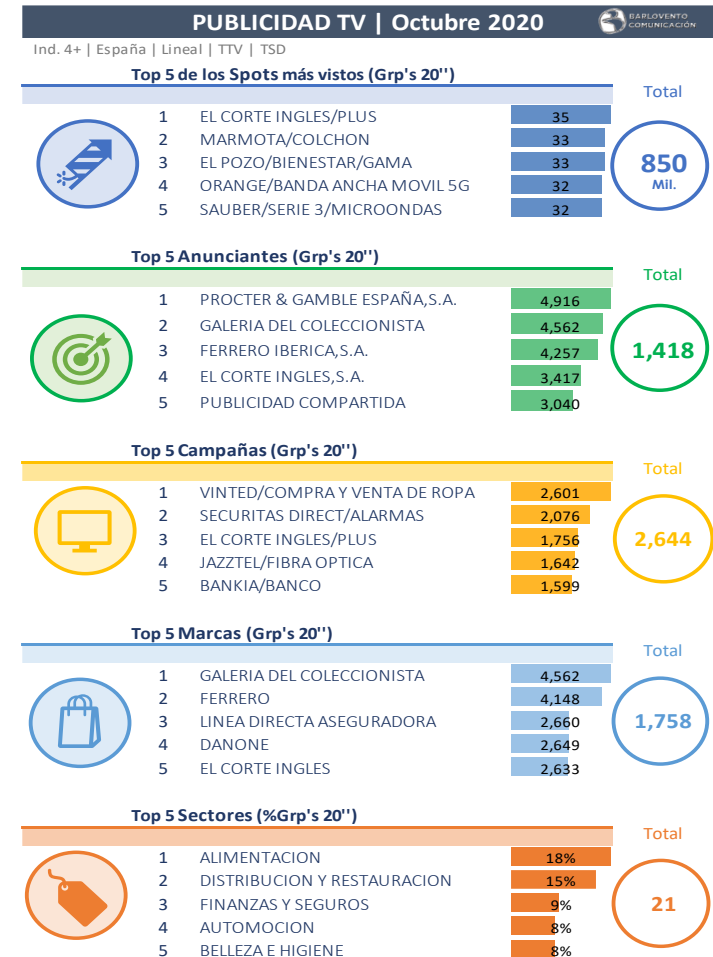 PUBLICIDAD TV | Octubre 2020
BARLOVENTO
COMUNICACIÓN
Ind. 4+ | España | Lineal | TTV | TSD
Top 5 de los Spots más vistos (Grp's 20'')
Total
1 EL CORTE INGLES/PLUS 35
2 MARMOTA/COLCHON 33
3 EL POZO/BIENESTAR/GAMA 33
4 ORANGE/BANDA ANCHA MOVIL 5G 32
5 SAUBER/SERIE 3/MICROONDAS 32
850
Mil.
Top 5 Anunciantes (Grp's 20'')
Total
1 PROCTER & GAMBLE ESPAÑA,S.A. 4,916
2 GALERIA DEL COLECCIONISTA 4,562
3 FERRERO IBERICA,S.A. 4,257
4 EL CORTE INGLES,S.A. 3,417
5 PUBLICIDAD COMPARTIDA 3,040
1,418
Top 5 Campañas (Grp's 20'')
Total
1 VINTED/COMPRA Y VENTA DE ROPA 2,601
2 SECURITAS DIRECT/ALARMAS 2,076
3 EL CORTE INGLES/PLUS 1,756
4 JAZZTEL/FIBRA OPTICA 1,642
5 BANKIA/BANCO 1,599
2,644
Top 5 Marcas (Grp's 20'')
Total
1 GALERIA DEL COLECCIONISTA 4,562
2 FERRERO 4,148
3 LINEA DIRECTA ASEGURADORA 2,660
4 DANONE 2,649
5 EL CORTE INGLES 2,633
1,758
Top 5 Sectores (%Grp's 20'')
Total
1 ALIMENTACION 18%
2 DISTRIBUCION Y RESTAURACION 15%
3 FINANZAS Y SEGUROS 9%
4 AUTOMOCION 8%
5 BELLEZA E HIGIENE 8%
21